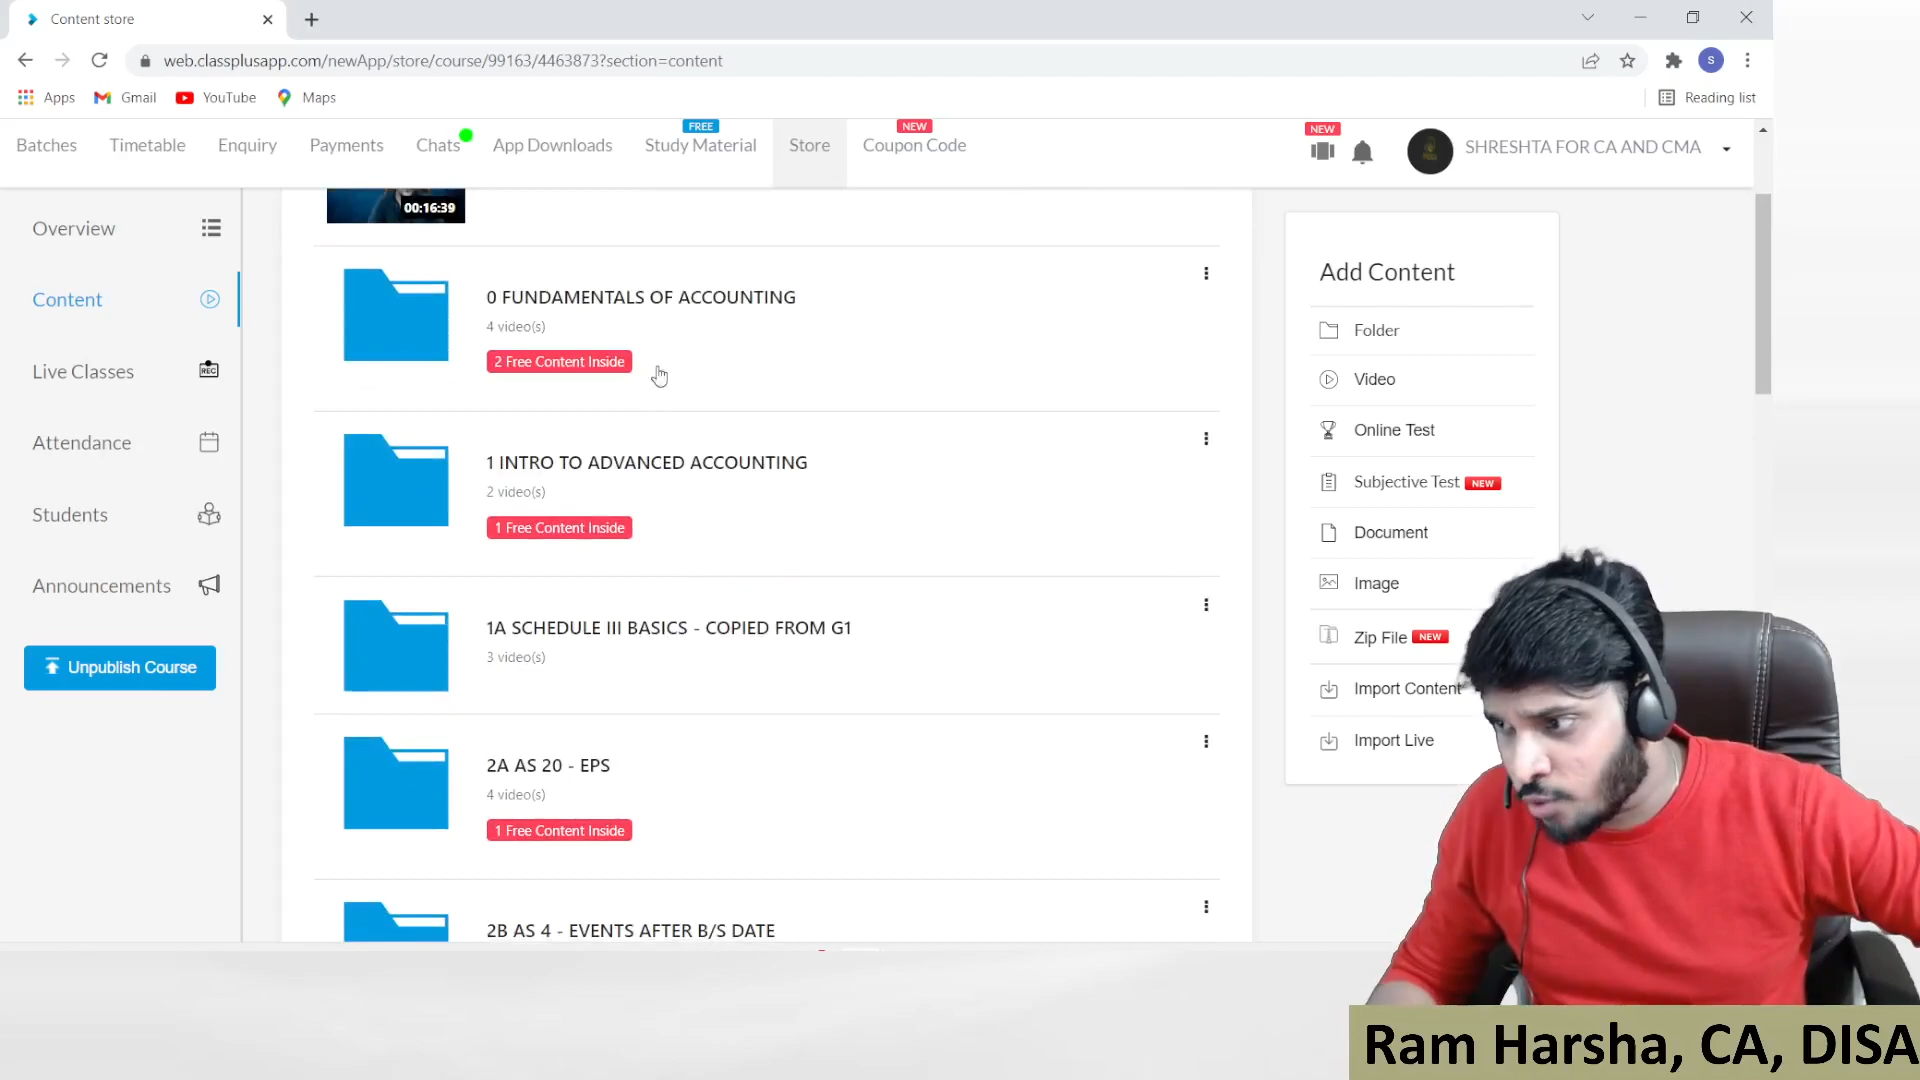 Content store
web.classplusapp.com/newApp/store/course/99163/4463873?section=content
S
Apps
Gmail
YouTube
Maps
Reading list
Batches
Timetable
Enquiry
Payments
Chats
App Downloads
FREE
Study Material
Store
NEW
Coupon Code
NEW
SHRESHTA FOR CA AND CMA
Overview
Content
Live Classes
REC
Attendance
Students
Announcements
Unpublish Course
00:16:39
0 FUNDAMENTALS OF ACCOUNTING
4 video(s)
2 Free Content Inside
1 INTRO TO ADVANCED ACCOUNTING
2 video(s)
1 Free Content Inside
1A SCHEDULE III BASICS - COPIED FROM G1
3 video(s)
2A AS 20 - EPS
4 video(s)
1 Free Content Inside
2B AS 4 - EVENTS AFTER B/S DATE
Add Content
Folder
Video
Online Test
Subjective Test NEW
Document
Image
Zip File NEW
Import Content
Import Live
Ram Harsha, CA, DISA